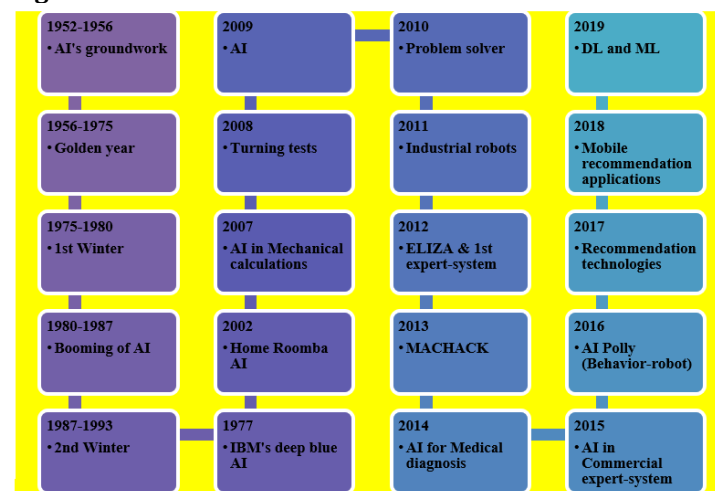 1952-1956
• AI's groundwork
1956-1975
• Golden year
1975-1980
• 1st Winter
1980-1987
• Booming of AI
1987-1993
• 2nd Winter
1977
• IBM's deep blue
AI
2002
• Home Roomba
AI
2007
• AI in Mechanical
calculations
2008
• Turning tests
2009
• AI
2010
• Problem solver
2011
• Industrial robots
2012
• ELIZA & 1st
expert-system
2013
• MACHACK
2014
• AI for Medical
diagnosis
2015
• AI in
Commercial
expert-system
2016
• AI Polly
(Behavior-robot)
2017
• Recommendation
technologies
2018
• Mobile
recommendation
applications
2019
• DL and ML